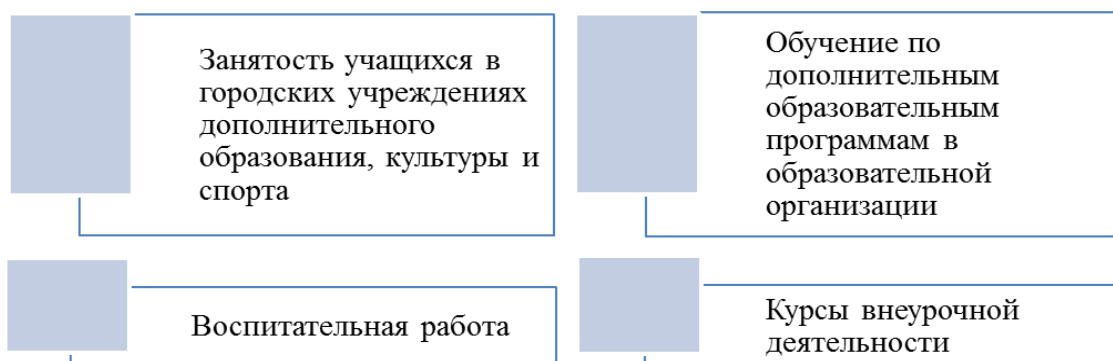 Занятость учащихся в
городских учреждениях
дополнительного
образования, культуры и
спорта
Обучение по
дополнительным
образовательным
программам в
образовательной
организации
Воспитательная работа
Курсы внеурочной
деятельности